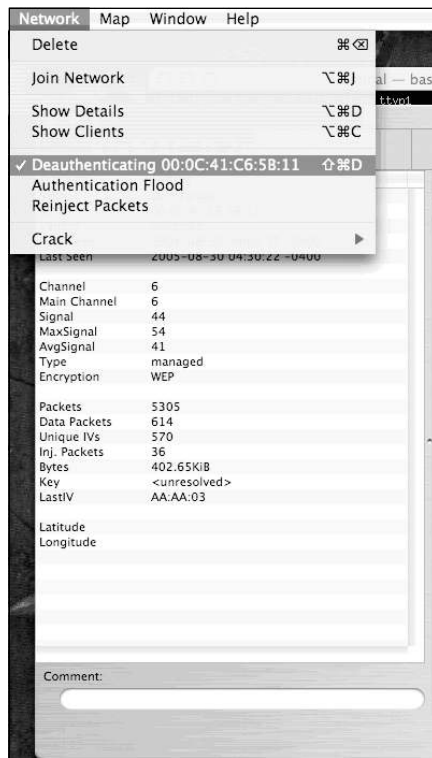 Network Map Window Help
Delete ⌘⌫
Join Network ⌥⌘J
al — bas
ttyp1
Show Details ⌥⌘D
Show Clients ⌥⌘C
✓ Deauthenticating 00:0C:41:C6:5B:11 ⇧⌘D
Authentication Flood
Reinject Packets
Crack ▶
Last Seen 2005-08-30 04:30:22 -0400
Channel 6
Main Channel 6
Signal 44
MaxSignal 54
AvgSignal 41
Type managed
Encryption WEP
Packets 5305
Data Packets 614
Unique IVs 570
Inj. Packets 36
Bytes 402.65KiB
Key <unresolved>
LastIV AA:AA:03
Latitude
Longitude
Comment: